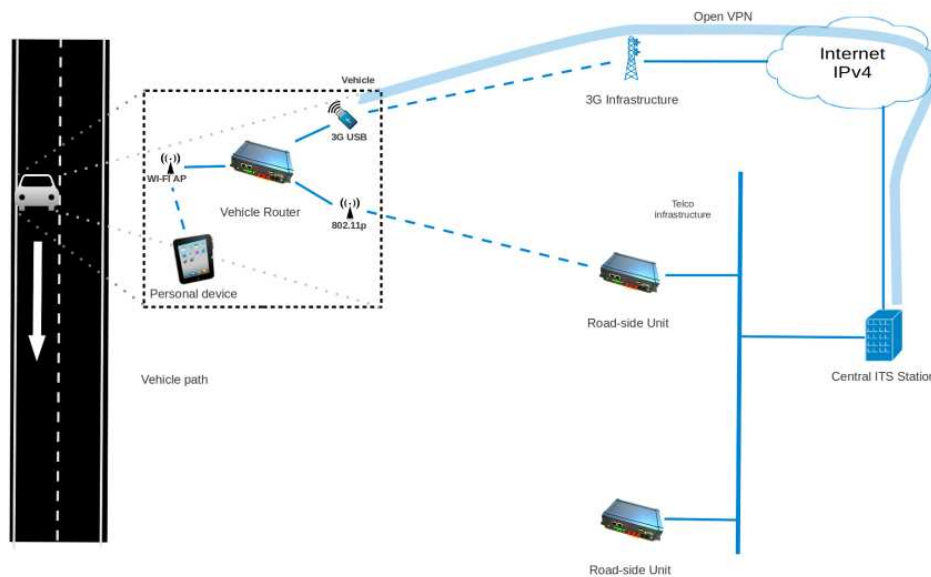 Open VPN
Internet
IPv4
Vehicle
3G Infrastructure
3G USB
WI-FI AP
Vehicle Router
802.11p
Telco
infrastructure
Personal device
Road-side Unit
Central ITS Station
Vehicle path
Road-side Unit